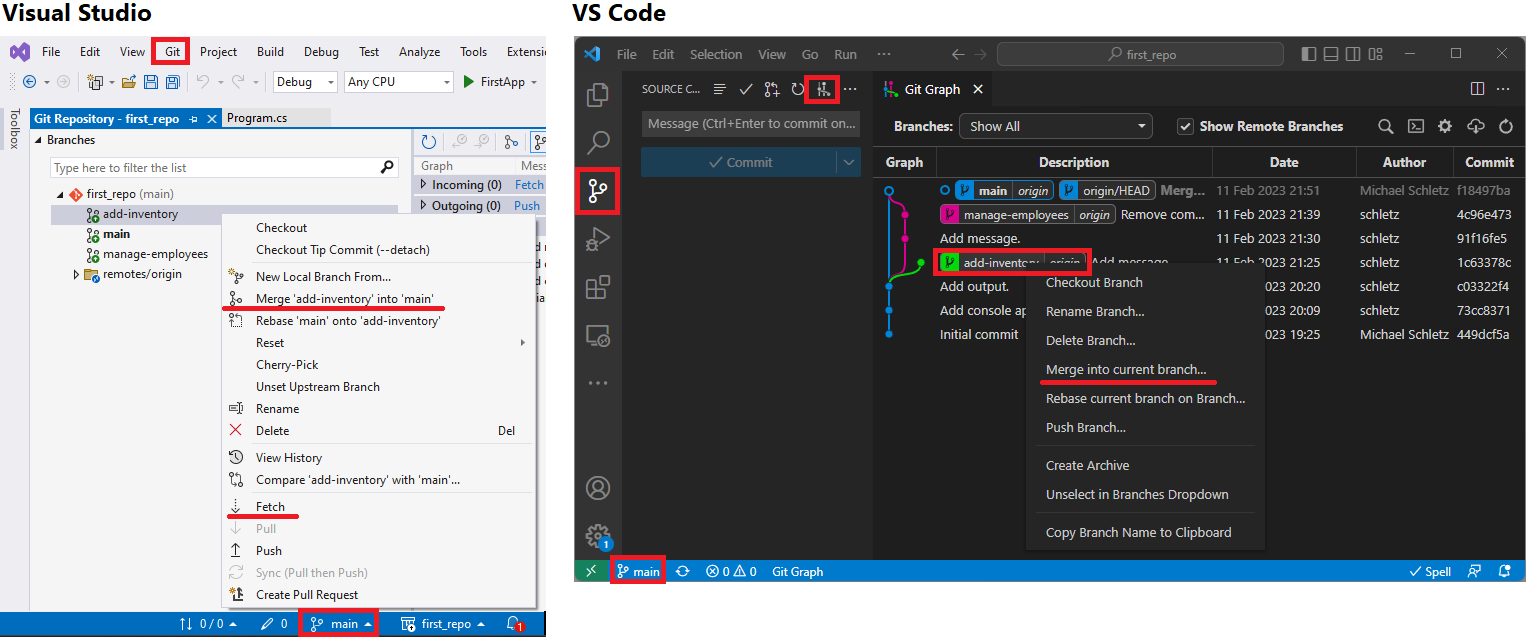 Visual Studio
File Edit View Git Project Build Debug Test Analyze Tools Extensi
Debug Any CPU FirstApp
Toolbox
Git Repository - first_repo Program.cs
Branches
Type here to filter the list
first_repo (main)
add-inventory
main
manage-employees
remotes/origin
Graph Mess
Incoming (0) Fetch
Outgoing (0) Push
Checkout
Checkout Tip Commit (--detach)
New Local Branch From...
Merge 'add-inventory' into 'main'
Rebase 'main' onto 'add-inventory'
Reset
Cherry-Pick
Unset Upstream Branch
Rename
Delete Del
View History
Compare 'add-inventory' with 'main'...
Fetch
Pull
Push
Sync (Pull then Push)
Create Pull Request
0 / 0 0 main first_repo 1
VS Code
File Edit Selection View Go Run ··· first_repo
SOURCE C... ···
Message (Ctrl+Enter to commit on...
Commit
Git Graph ···
Branches: Show All Show Remote Branches
Graph Description Date Author Commit
main origin origin/HEAD Merg... 11 Feb 2023 21:51 Michael Schletz f18497ba
manage-employees origin Remove com... 11 Feb 2023 21:39 schletz 4c96e473
Add message. 11 Feb 2023 21:30 schletz 91f16fe5
add-inventory origin Add message. 11 Feb 2023 21:25 schletz 1c63378c
Add output. 2023 20:20 schletz c03322f4
Add console ap 2023 20:09 schletz 73cc8371
Initial commit 023 19:25 Michael Schletz 449dcf5a
Checkout Branch
Rename Branch...
Delete Branch...
Merge into current branch...
Rebase current branch on Branch...
Push Branch...
Create Archive
Unselect in Branches Dropdown
Copy Branch Name to Clipboard
1
main 0 0 Git Graph Spell